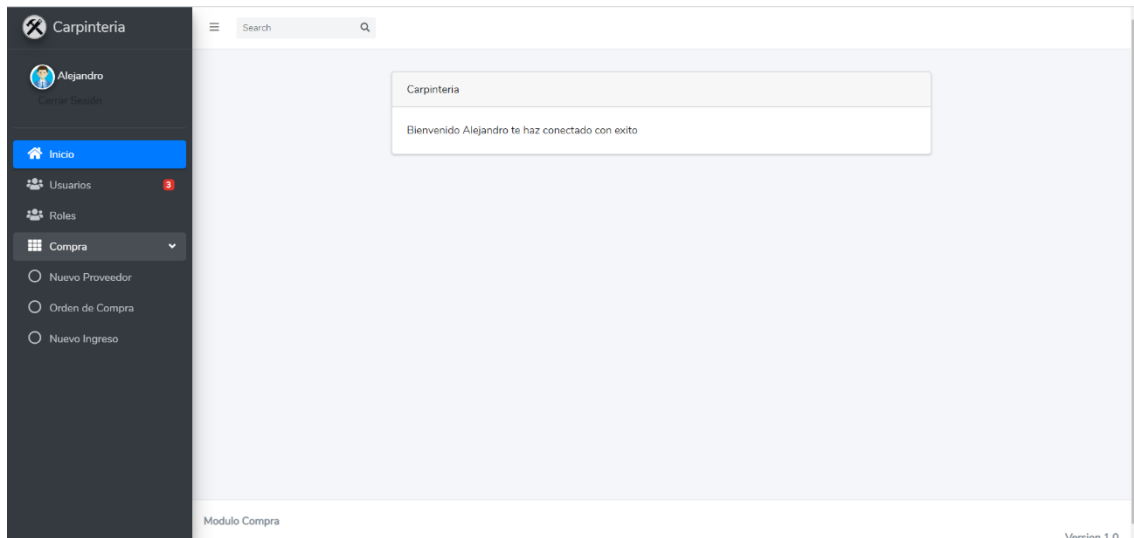 Carpinteria
Search
Alejandro
Cerrar Sesión
Inicio
Usuarios 3
Roles
Compra
Nuevo Proveedor
Orden de Compra
Nuevo Ingreso
Carpinteria
Bienvenido Alejandro te haz conectado con exito
Modulo Compra
Version 1.0